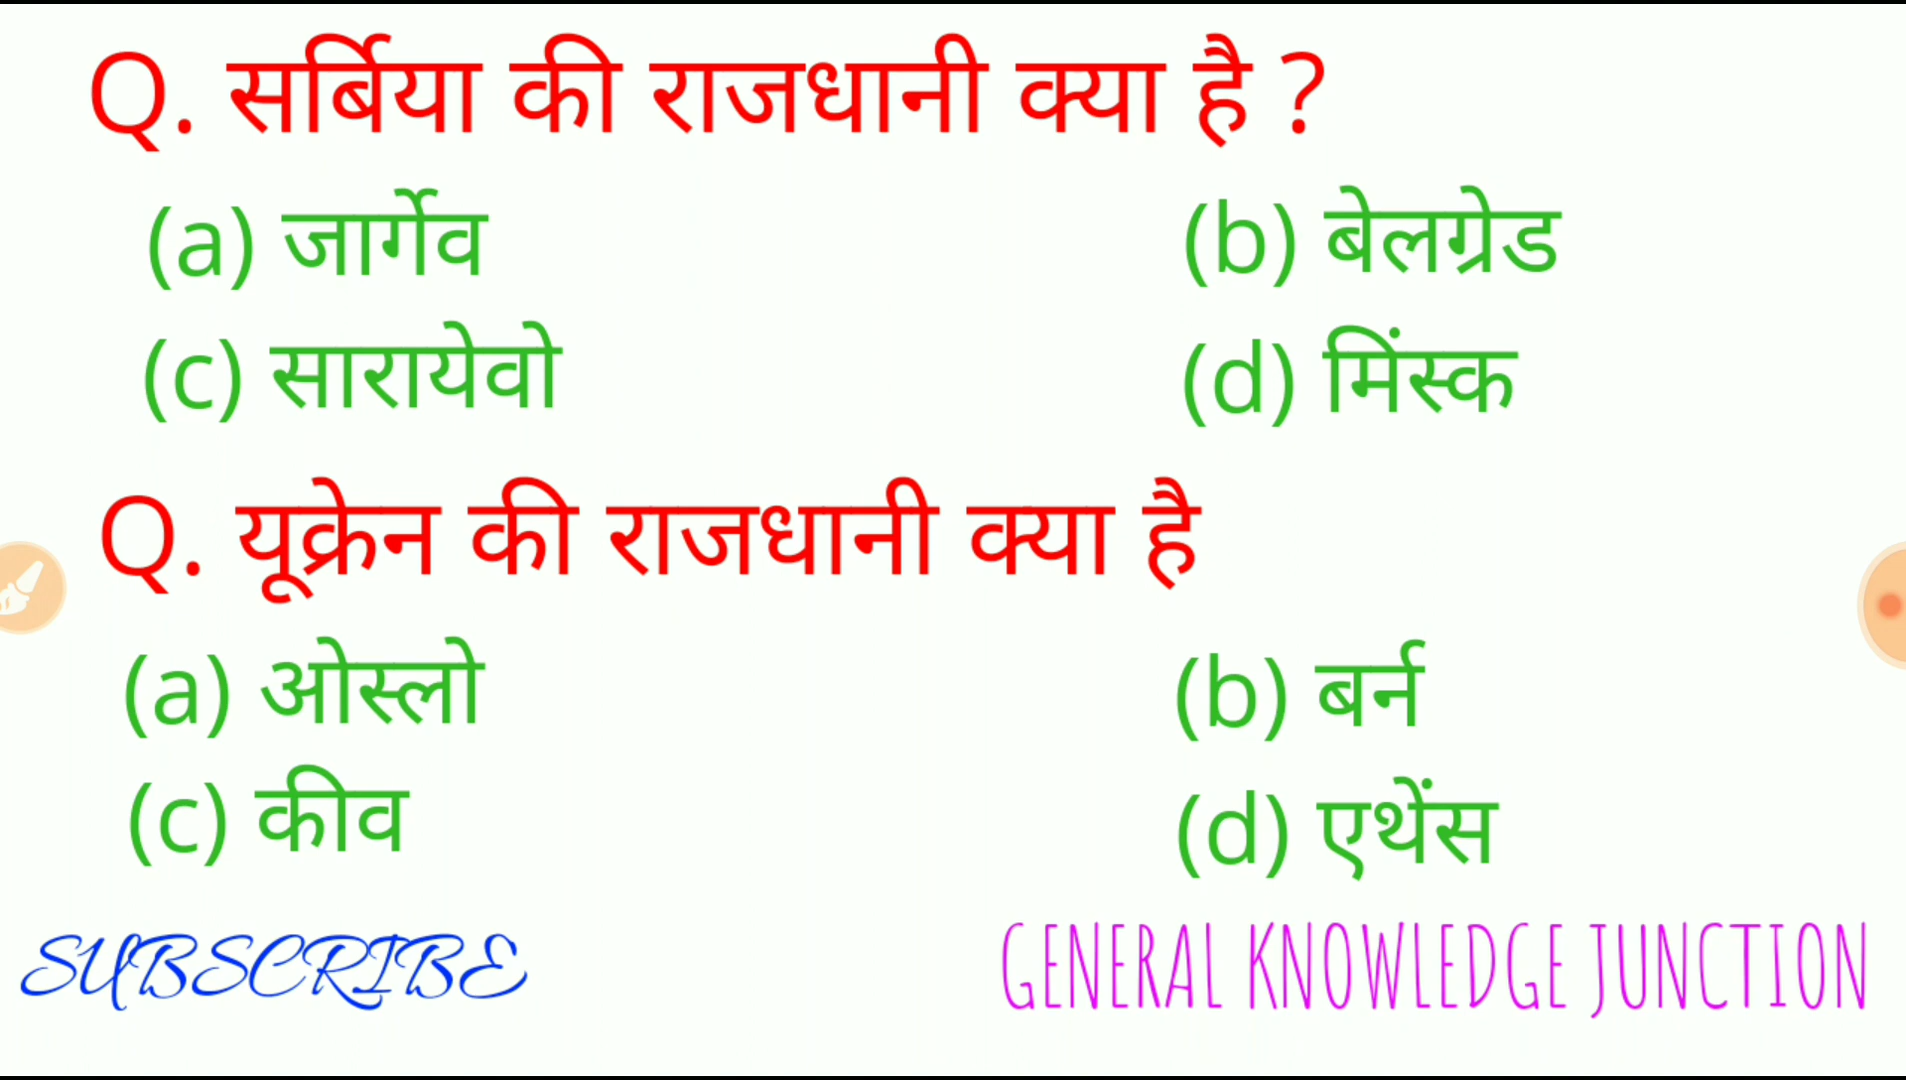 Q. सर्बिया की राजधानी क्या है ?
(a) जार्गेव (b) बेलग्रेड
(c) सारायेवो (d) मिंस्क
Q. यूक्रेन की राजधानी क्या है
(a) ओस्लो (b) बर्न
(c) कीव (d) एथेंस
SUBSCRIBE GENERAL KNOWLEDGE JUNCTION